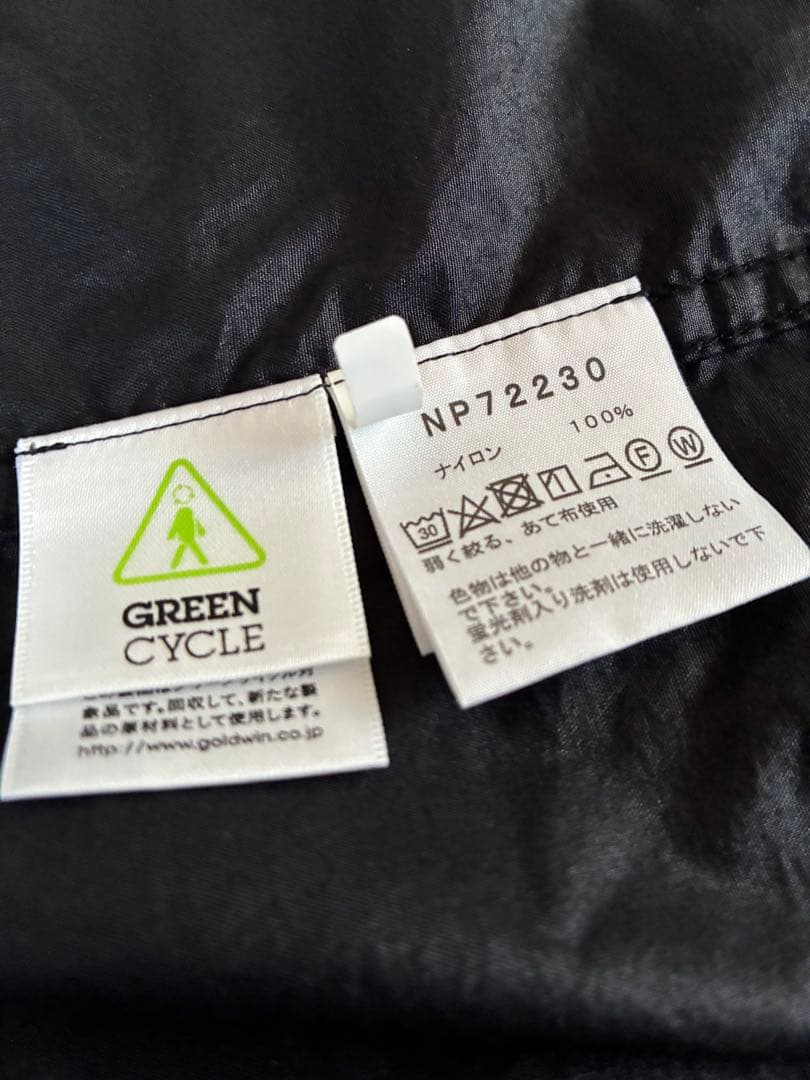 GREEN
CYCLE
象品です。回収して、新たな製
品の原材料として使用します。
http://www.goldwin.co.jp
NP72230
ナイロン 100%
30 F W
弱く絞る、あて布使用
色物は他の物と一緒に洗濯しない
で下さい。
蛍光剤入り洗剤は使用しないで下
さい。